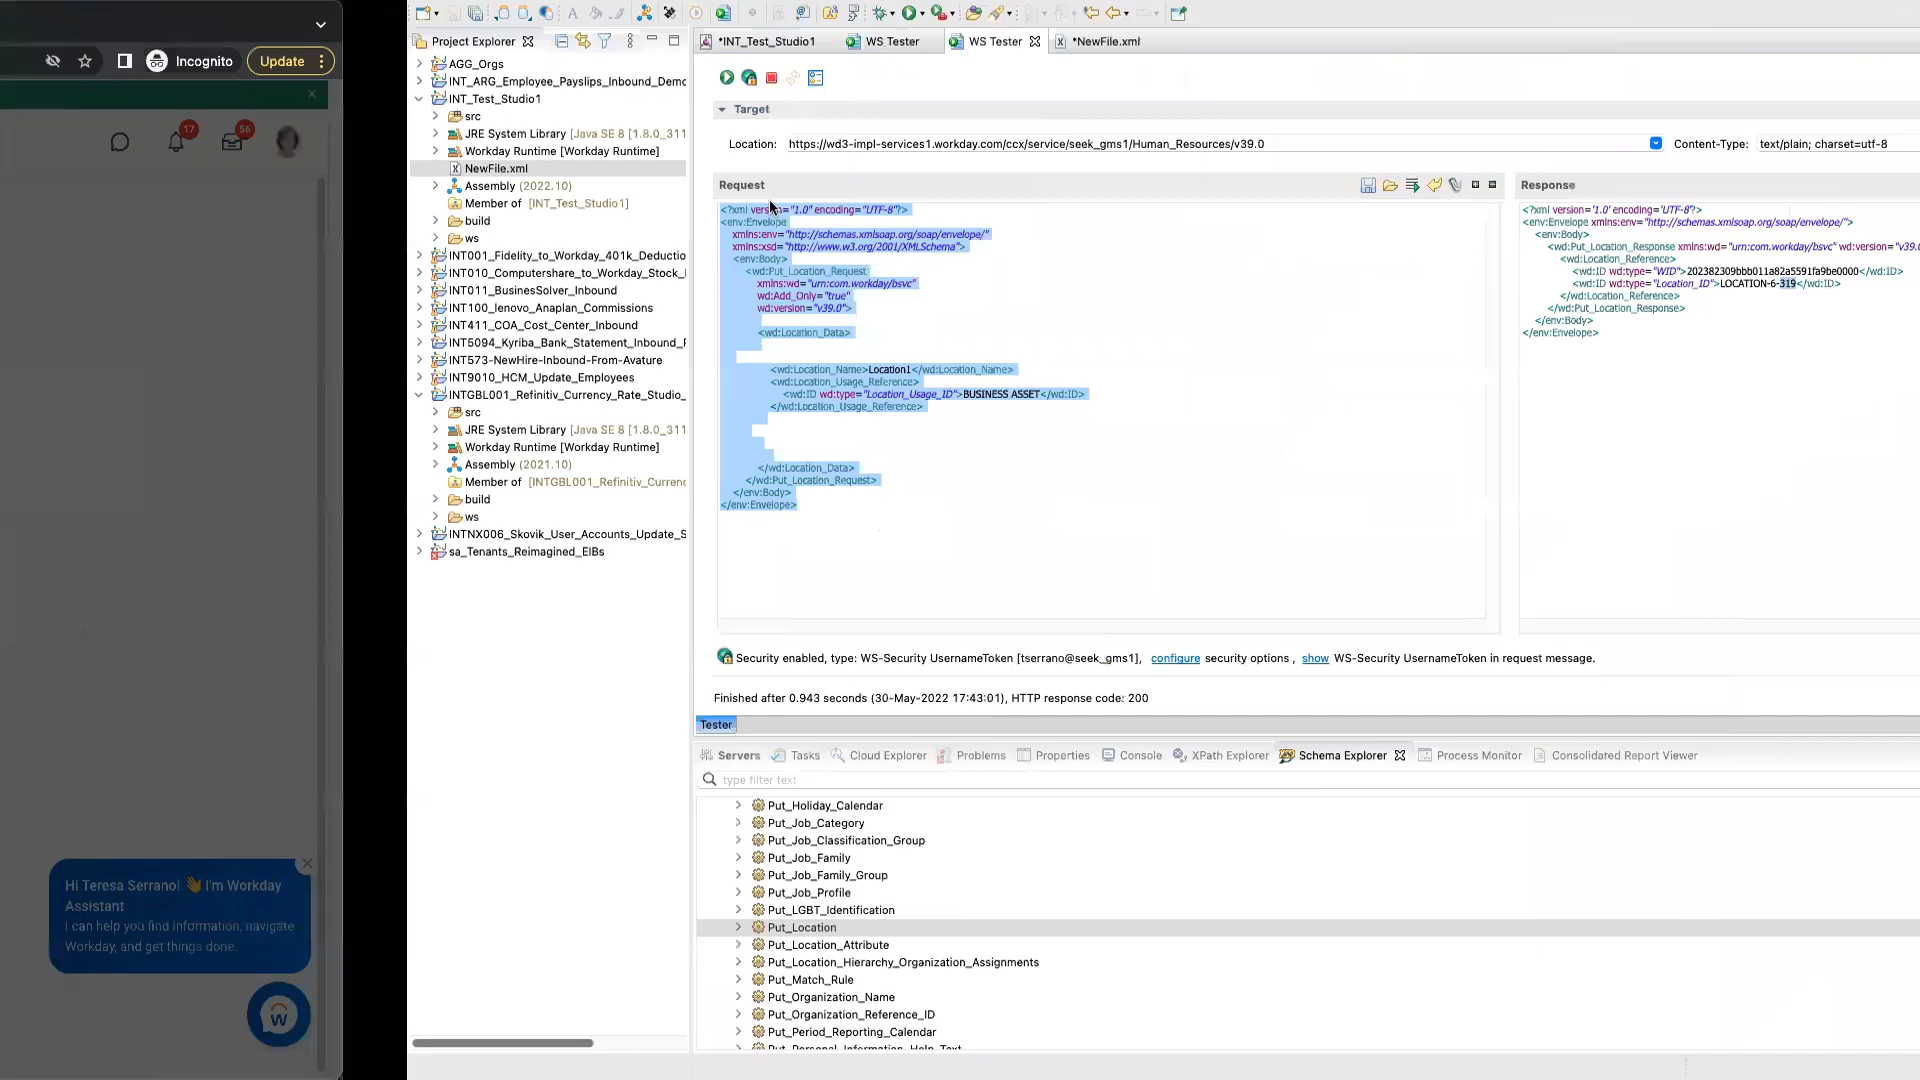 Incognito
Update
17
56
Hi Teresa Serrano! 👋 I'm Workday
Assistant
I can help you find information, navigate
Workday, and get things done.
Project Explorer
AGG_Orgs
INT_ARG_Employee_Payslips_Inbound_Demo
INT_Test_Studio1
src
JRE System Library [Java SE 8 [1.8.0_311
Workday Runtime [Workday Runtime]
NewFile.xml
Assembly (2022.10)
Member of [INT_Test_Studio1]
build
ws
INT001_Fidelity_to_Workday_401k_Deductio
INT010_Computershare_to_Workday_Stock_
INT011_BusinesSolver_Inbound
INT100_lenovo_Anaplan_Commissions
INT411_COA_Cost_Center_Inbound
INT5094_Kyriba_Bank_Statement_Inbound_
INT573-NewHire-Inbound-From-Avature
INT9010_HCM_Update_Employees
INTGBL001_Refinitiv_Currency_Rate_Studio_
src
JRE System Library [Java SE 8 [1.8.0_311
Workday Runtime [Workday Runtime]
Assembly (2021.10)
Member of [INTGBL001_Refinitiv_Currenc
build
ws
INTNX006_Skovik_User_Accounts_Update_S
sa_Tenants_Reimagined_EIBs
*INT_Test_Studio1 WS Tester WS Tester *NewFile.xml
Target
Location: https://wd3-impl-services1.workday.com/ccx/service/seek_gms1/Human_Resources/v39.0 Content-Type: text/plain; charset=utf-8
Request
<?xml version="1.0" encoding="UTF-8"?>
<env:Envelope
xmlns:env="http://schemas.xmlsoap.org/soap/envelope/"
xmlns:xsd="http://www.w3.org/2001/XMLSchema">
<env:Body>
<wd:Put_Location_Request
xmlns:wd="urn:com.workday/bsvc"
wd:Add_Only="true"
wd:version="v39.0">
<wd:Location_Data>
<wd:Location_Name>Location1</wd:Location_Name>
<wd:Location_Usage_Reference>
<wd:ID wd:type="Location_Usage_ID">BUSINESS ASSET</wd:ID>
</wd:Location_Usage_Reference>
</wd:Location_Data>
</wd:Put_Location_Request>
</env:Body>
</env:Envelope>
Response
<?xml version='1.0' encoding='UTF-8'?>
<env:Envelope xmlns:env="http://schemas.xmlsoap.org/soap/envelope/">
<env:Body>
<wd:Put_Location_Response xmlns:wd="urn:com.workday/bsvc" wd:version="v39.0
<wd:Location_Reference>
<wd:ID wd:type="WID">202382309bbb011a82a5591fa9be0000</wd:ID>
<wd:ID wd:type="Location_ID">LOCATION-6-319</wd:ID>
</wd:Location_Reference>
</wd:Put_Location_Response>
</env:Body>
</env:Envelope>
Security enabled, type: WS-Security UsernameToken [tserrano@seek_gms1], configure security options , show WS-Security UsernameToken in request message.
Finished after 0.943 seconds (30-May-2022 17:43:01), HTTP response code: 200
Tester
Servers Tasks Cloud Explorer Problems Properties Console XPath Explorer Schema Explorer Process Monitor Consolidated Report Viewer
type filter text
Put_Holiday_Calendar
Put_Job_Category
Put_Job_Classification_Group
Put_Job_Family
Put_Job_Family_Group
Put_Job_Profile
Put_LGBT_Identification
Put_Location
Put_Location_Attribute
Put_Location_Hierarchy_Organization_Assignments
Put_Match_Rule
Put_Organization_Name
Put_Organization_Reference_ID
Put_Period_Reporting_Calendar
Put_Personal_Information_Help_Text